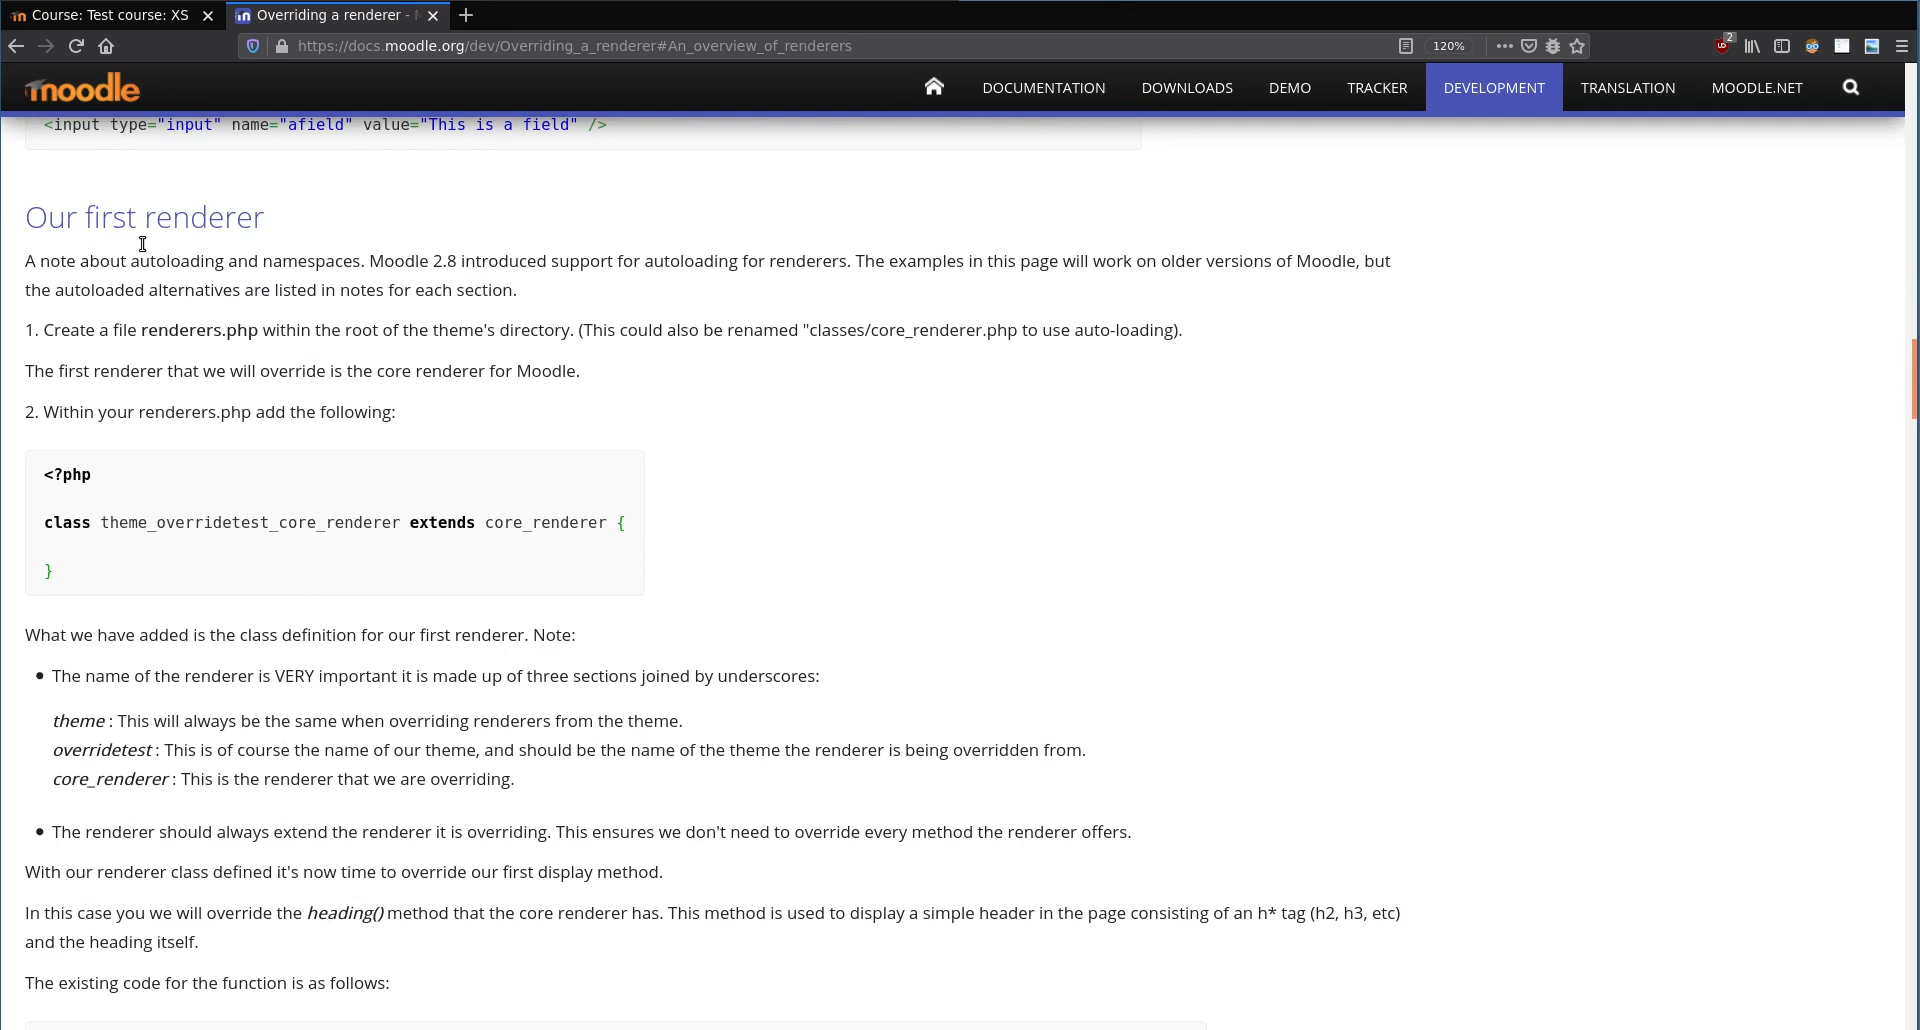 Course: Test course: XS
Overriding a renderer -
https://docs.moodle.org/dev/Overriding_a_renderer#An_overview_of_renderers
120%
2
moodle
DOCUMENTATION
DOWNLOADS
DEMO
TRACKER
DEVELOPMENT
TRANSLATION
MOODLE.NET
<input type="input" name="afield" value="This is a field" />
Our first renderer
A note about autoloading and namespaces. Moodle 2.8 introduced support for autoloading for renderers. The examples in this page will work on older versions of Moodle, but
the autoloaded alternatives are listed in notes for each section.
1. Create a file renderers.php within the root of the theme's directory. (This could also be renamed "classes/core_renderer.php to use auto-loading).
The first renderer that we will override is the core renderer for Moodle.
2. Within your renderers.php add the following:
<?php
class theme_overridetest_core_renderer extends core_renderer {
}
What we have added is the class definition for our first renderer. Note:
• The name of the renderer is VERY important it is made up of three sections joined by underscores:
theme : This will always be the same when overriding renderers from the theme.
overridetest : This is of course the name of our theme, and should be the name of the theme the renderer is being overridden from.
core_renderer : This is the renderer that we are overriding.
• The renderer should always extend the renderer it is overriding. This ensures we don't need to override every method the renderer offers.
With our renderer class defined it's now time to override our first display method.
In this case you we will override the heading() method that the core renderer has. This method is used to display a simple header in the page consisting of an h* tag (h2, h3, etc)
and the heading itself.
The existing code for the function is as follows: